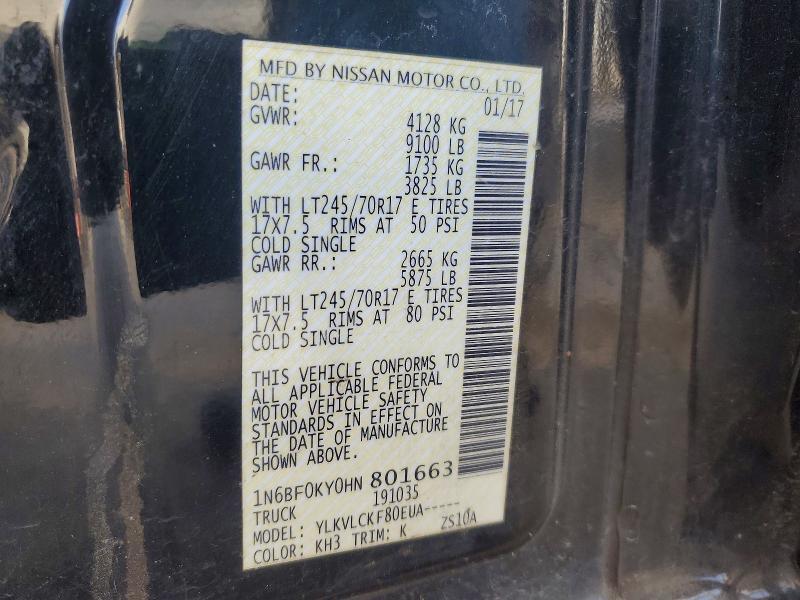 MFD BY NISSAN MOTOR CO., LTD.
DATE: 01/17
GVWR: 4128 KG
9100 LB
GAWR FR.: 1735 KG
3825 LB
WITH LT245/70R17 E TIRES
17X7.5 RIMS AT 50 PSI
COLD SINGLE
GAWR RR.: 2665 KG
5875 LB
WITH LT245/70R17 E TIRES
17X7.5 RIMS AT 80 PSI
COLD SINGLE
THIS VEHICLE CONFORMS TO
ALL APPLICABLE FEDERAL
MOTOR VEHICLE SAFETY
STANDARDS IN EFFECT ON
THE DATE OF MANUFACTURE
SHOWN ABOVE.
1N6BF0KY0HN 801663
TRUCK 191035
MODEL: YLKVLCKF80EUA-----
COLOR: KH3 TRIM: K ZS10A